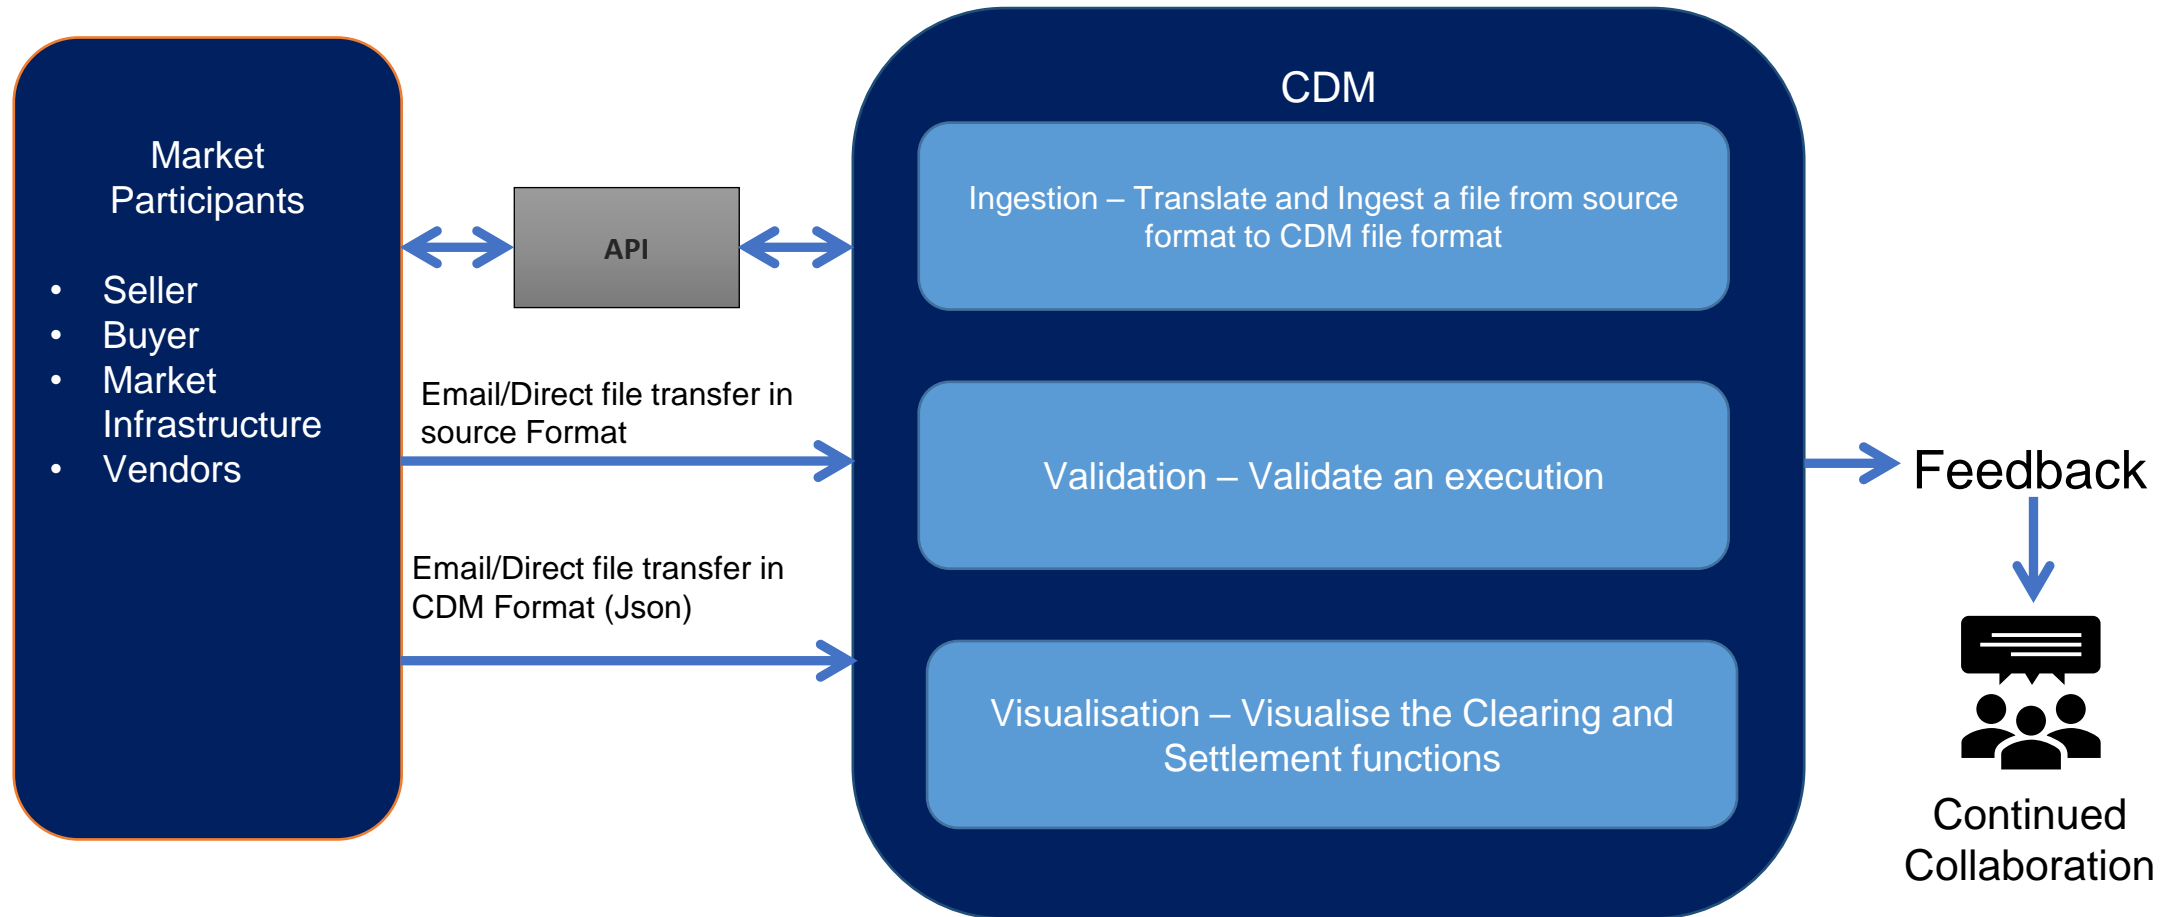 Market
Participants
• Seller
• Buyer
• Market
Infrastructure
• Vendors
API
Email/Direct file transfer in
source Format
Email/Direct file transfer in
CDM Format (Json)
CDM
Ingestion – Translate and Ingest a file from source
format to CDM file format
Validation – Validate an execution
Visualisation – Visualise the Clearing and
Settlement functions
Feedback
Continued
Collaboration